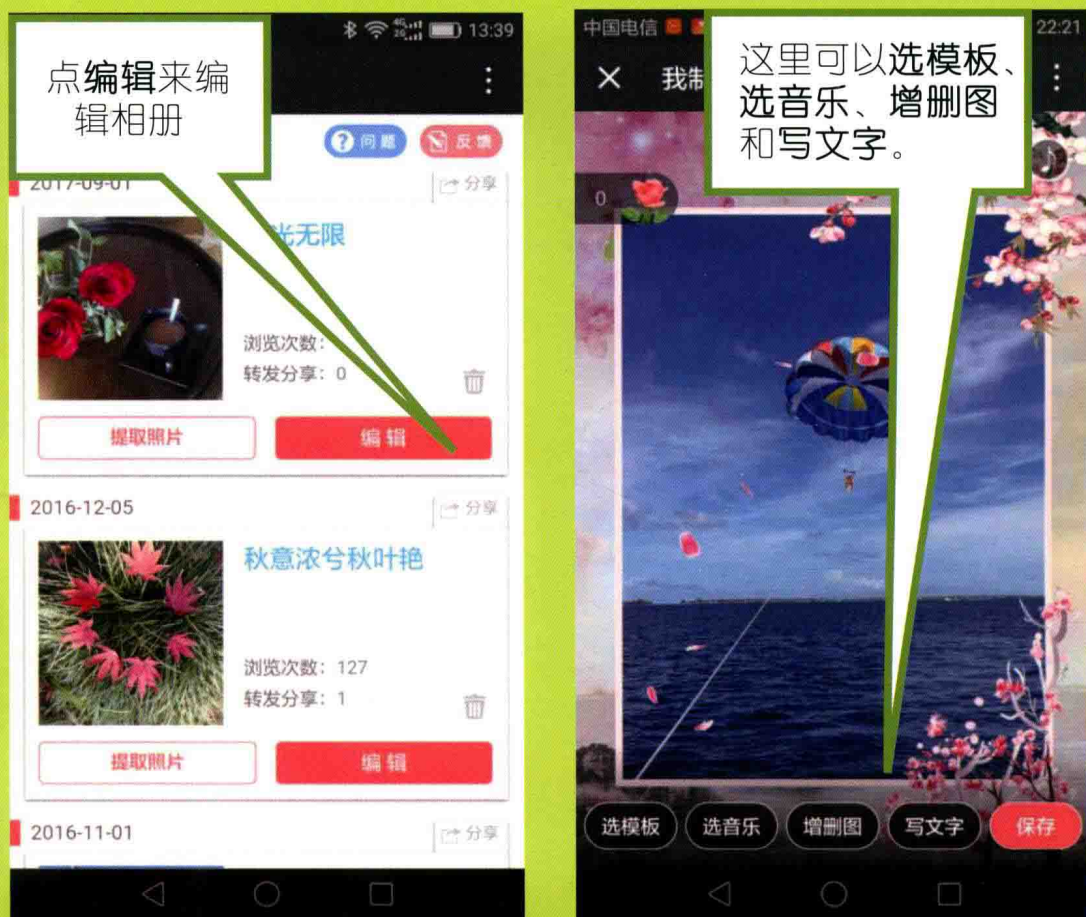 13:39
点编辑来编
辑相册
问题
反馈
2017-09-01
分享
光无限
浏览次数:
转发分享: 0
提取照片
编辑
2016-12-05
分享
秋意浓兮秋叶艳
浏览次数: 127
转发分享: 1
提取照片
编辑
2016-11-01
分享
中国电信
22:21
我制
这里可以选模板、
选音乐、增删图
和写文字。
0
选模板
选音乐
增删图
写文字
保存